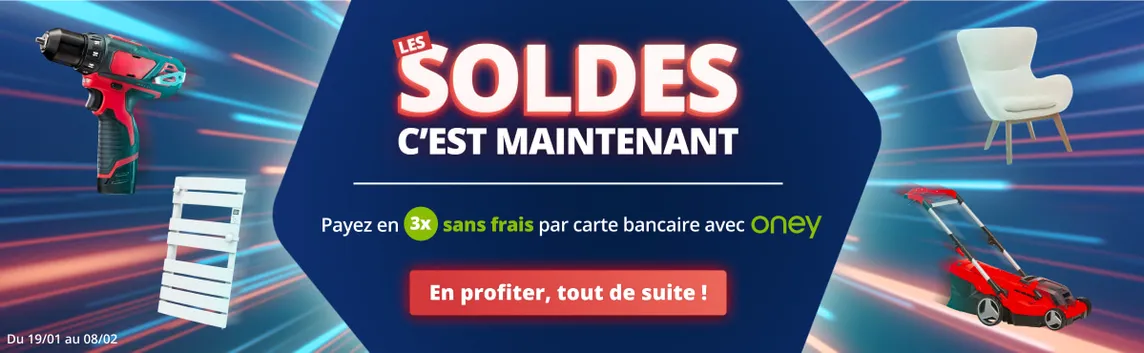 LES
SOLDES
C'EST MAINTENANT
Payez en 3x sans frais par carte bancaire avec oney
En profiter, tout de suite !
Du 19/01 au 08/02